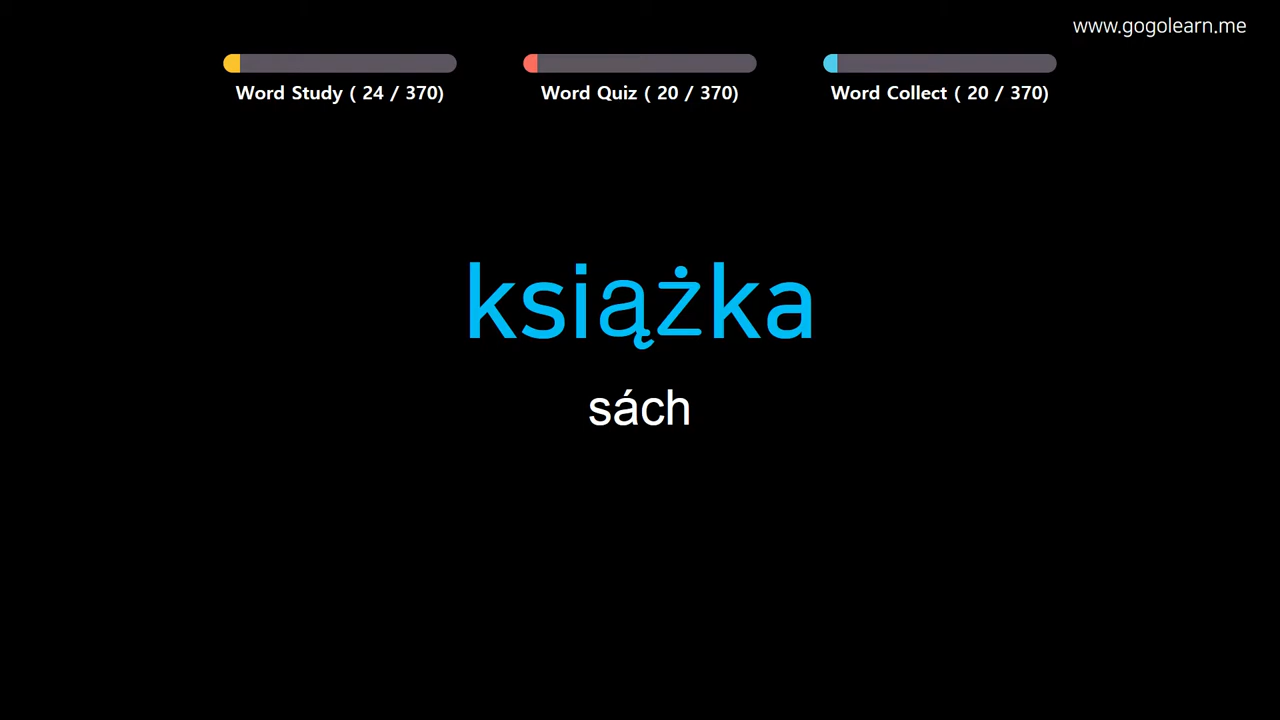 www.gogolearn.me
Word Study ( 24 / 370)
Word Quiz ( 20 / 370)
Word Collect ( 20 / 370)
książka
sách